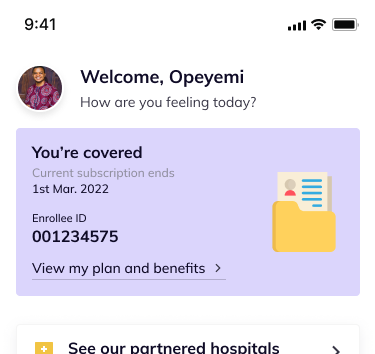 9:41
Welcome, Opeyemi
How are you feeling today?
You’re covered
Current subscription ends
1st Mar. 2022
Enrollee ID
001234575
View my plan and benefits
See our partnered hospitals